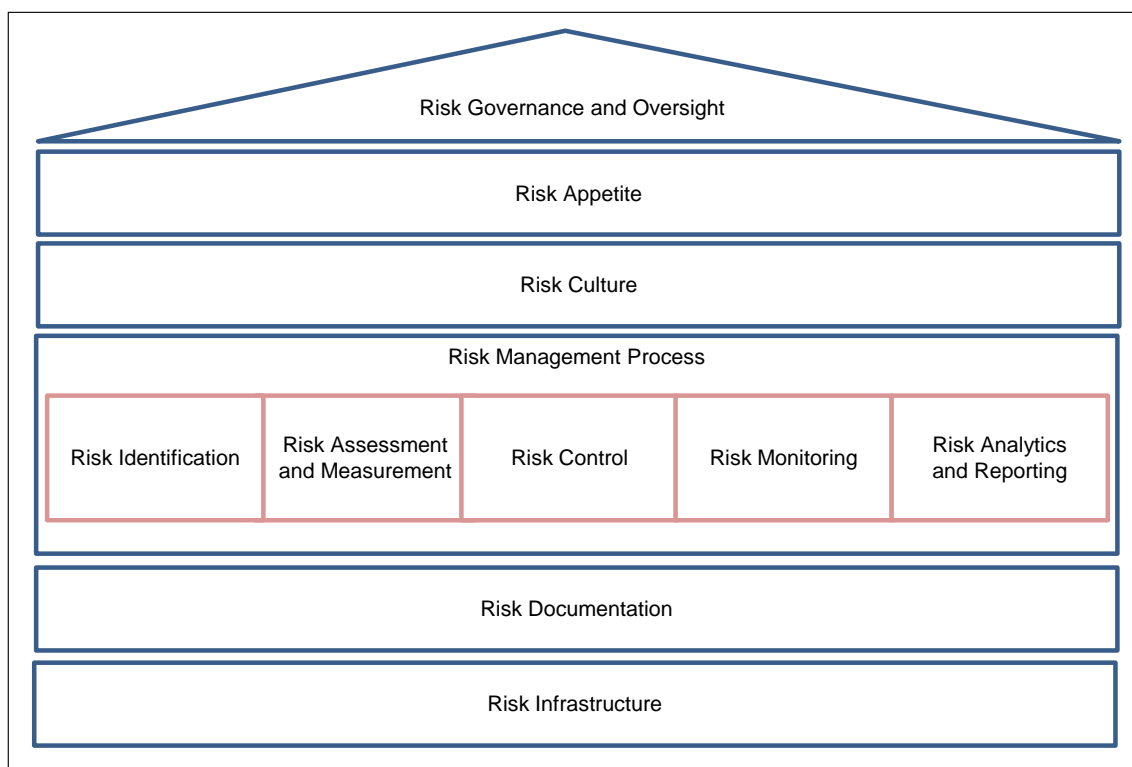 Risk Governance and Oversight
Risk Appetite
Risk Culture
Risk Management Process
Risk Identification
Risk Assessment
and Measurement
Risk Control
Risk Monitoring
Risk Analytics
and Reporting
Risk Documentation
Risk Infrastructure